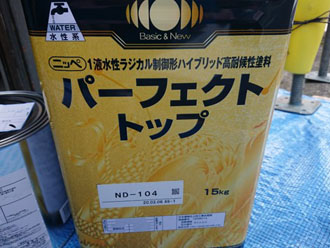 WATER
水性系
Basic & New
ニッペ 1液水性ラジカル制御形ハイブリッド高耐候性塗料
パーフェクト
トップ
ND-104
15kg